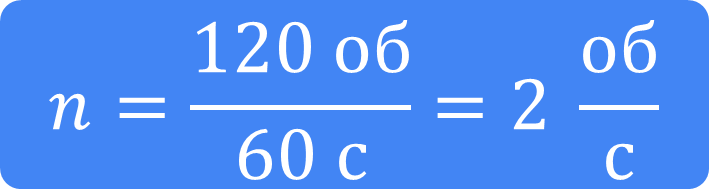 n = 120 об / 60 с = 2 об / с